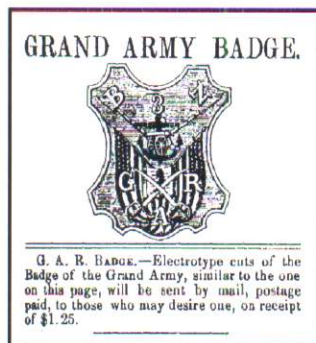 GRAND ARMY BADGE.
B 3 V
G R
A
G. A. R. BADGE.—Electrotype cuts of the
Badge of the Grand Army, similar to the one
on this page, will be sent by mail, postage
paid, to those who may desire one, on receipt
of $1.25.